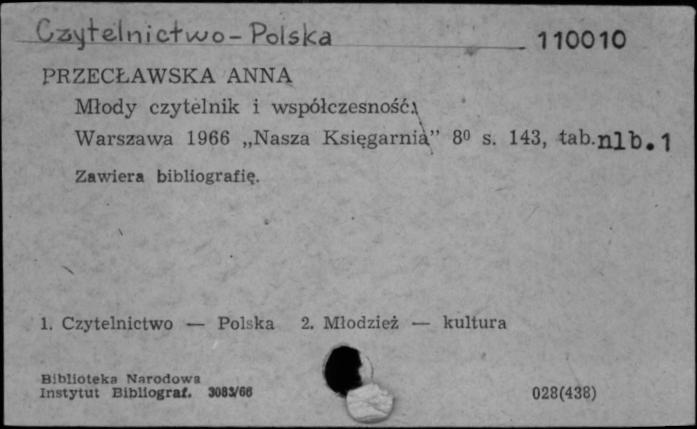 Czytelnictwo - Polska 110010
PRZECŁAWSKA ANNA
Młody czytelnik i współczesność.
Warszawa 1966 „Nasza Księgarnia” 8⁰ s. 143, tab. nlb. 1
Zawiera bibliografię.
1. Czytelnictwo — Polska 2. Młodzież — kultura
Biblioteka Narodowa
Instytut Bibliograf. 3083/66 028(438)